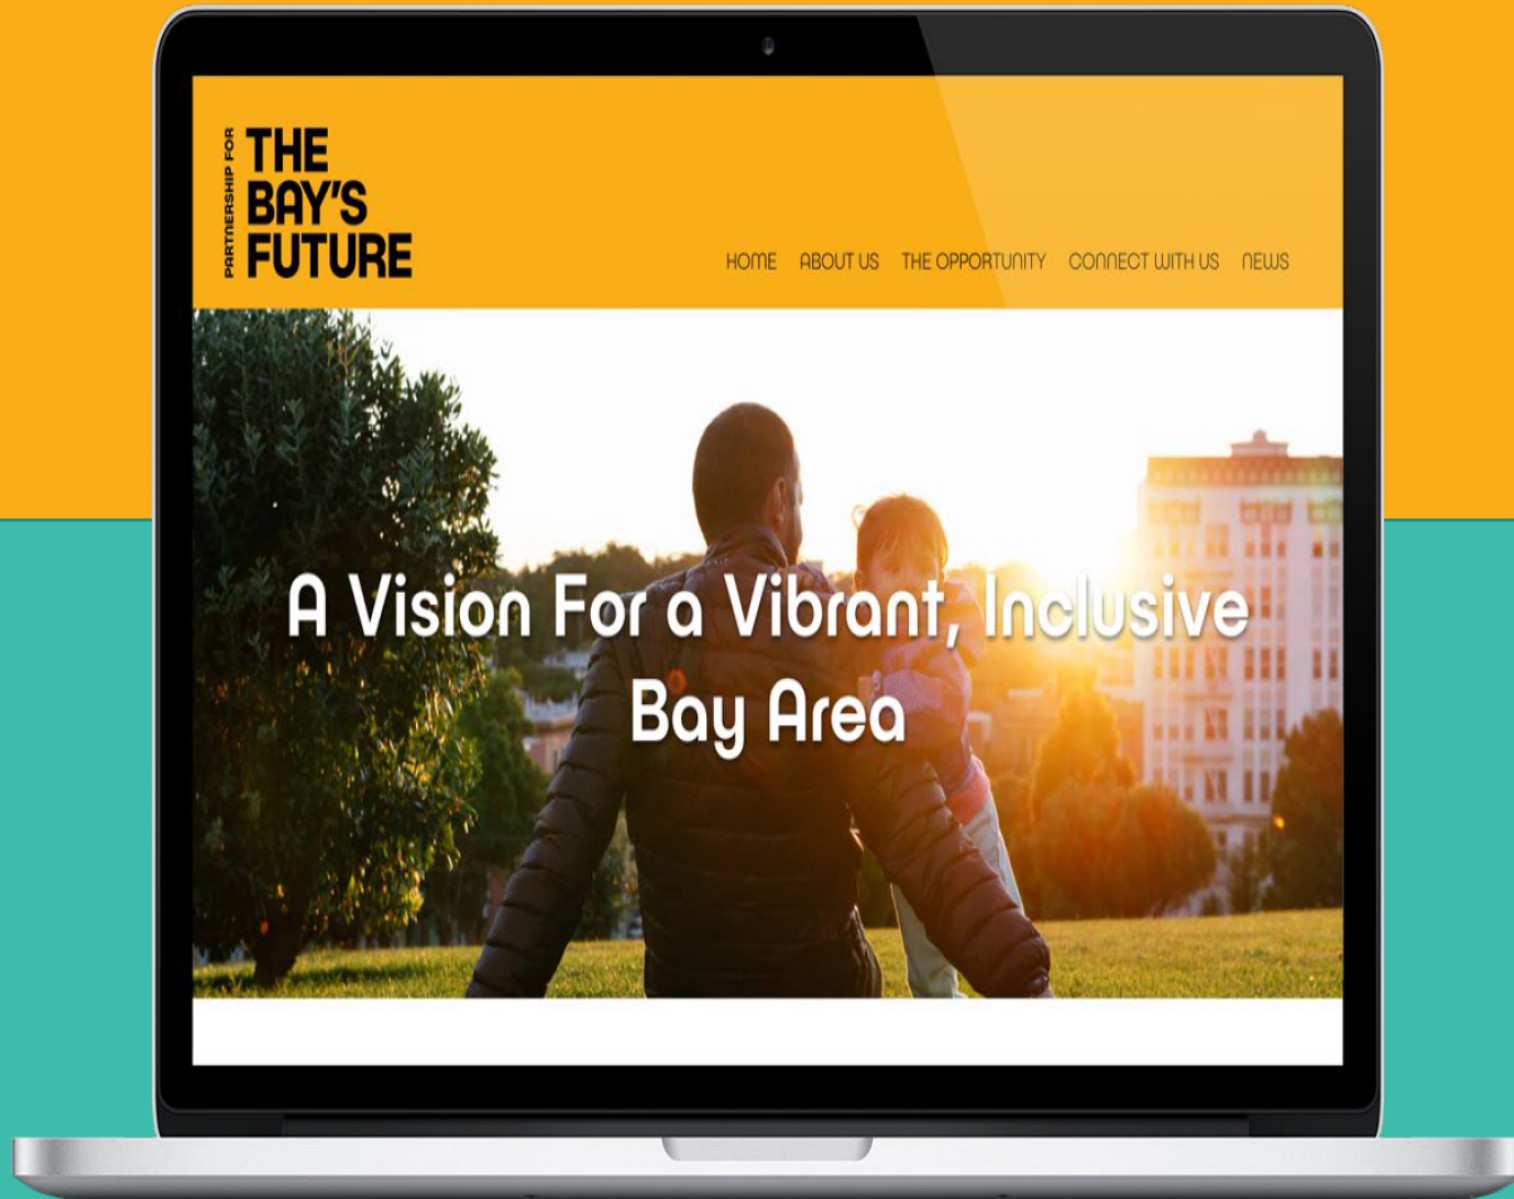 PARTNERSHIP FOR
THE
BAY'S
FUTURE
HOME ABOUT US THE OPPORTUNITY CONNECT WITH US NEWS
A Vision For a Vibrant, Inclusive
Bay Area